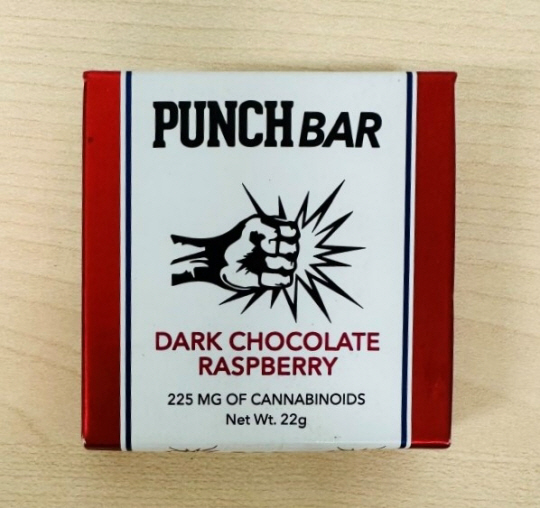 PUNCH BAR
DARK CHOCOLATE
RASPBERRY
225 MG OF CANNABINOIDS
Net Wt. 22g